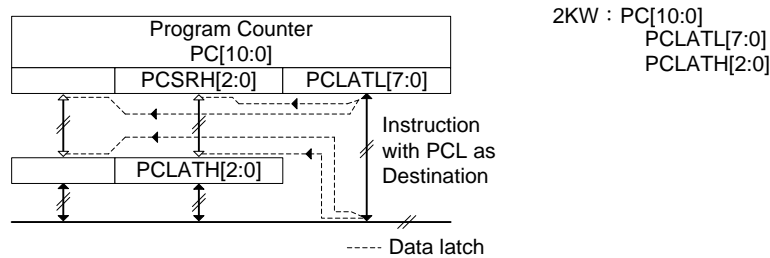 Program Counter
PC[10:0]
PCSRH[2:0]
PCLATL[7:0]
Instruction
with PCL as
Destination
PCLATH[2:0]
Data latch
2KW：PC[10:0]
PCLATL[7:0]
PCLATH[2:0]